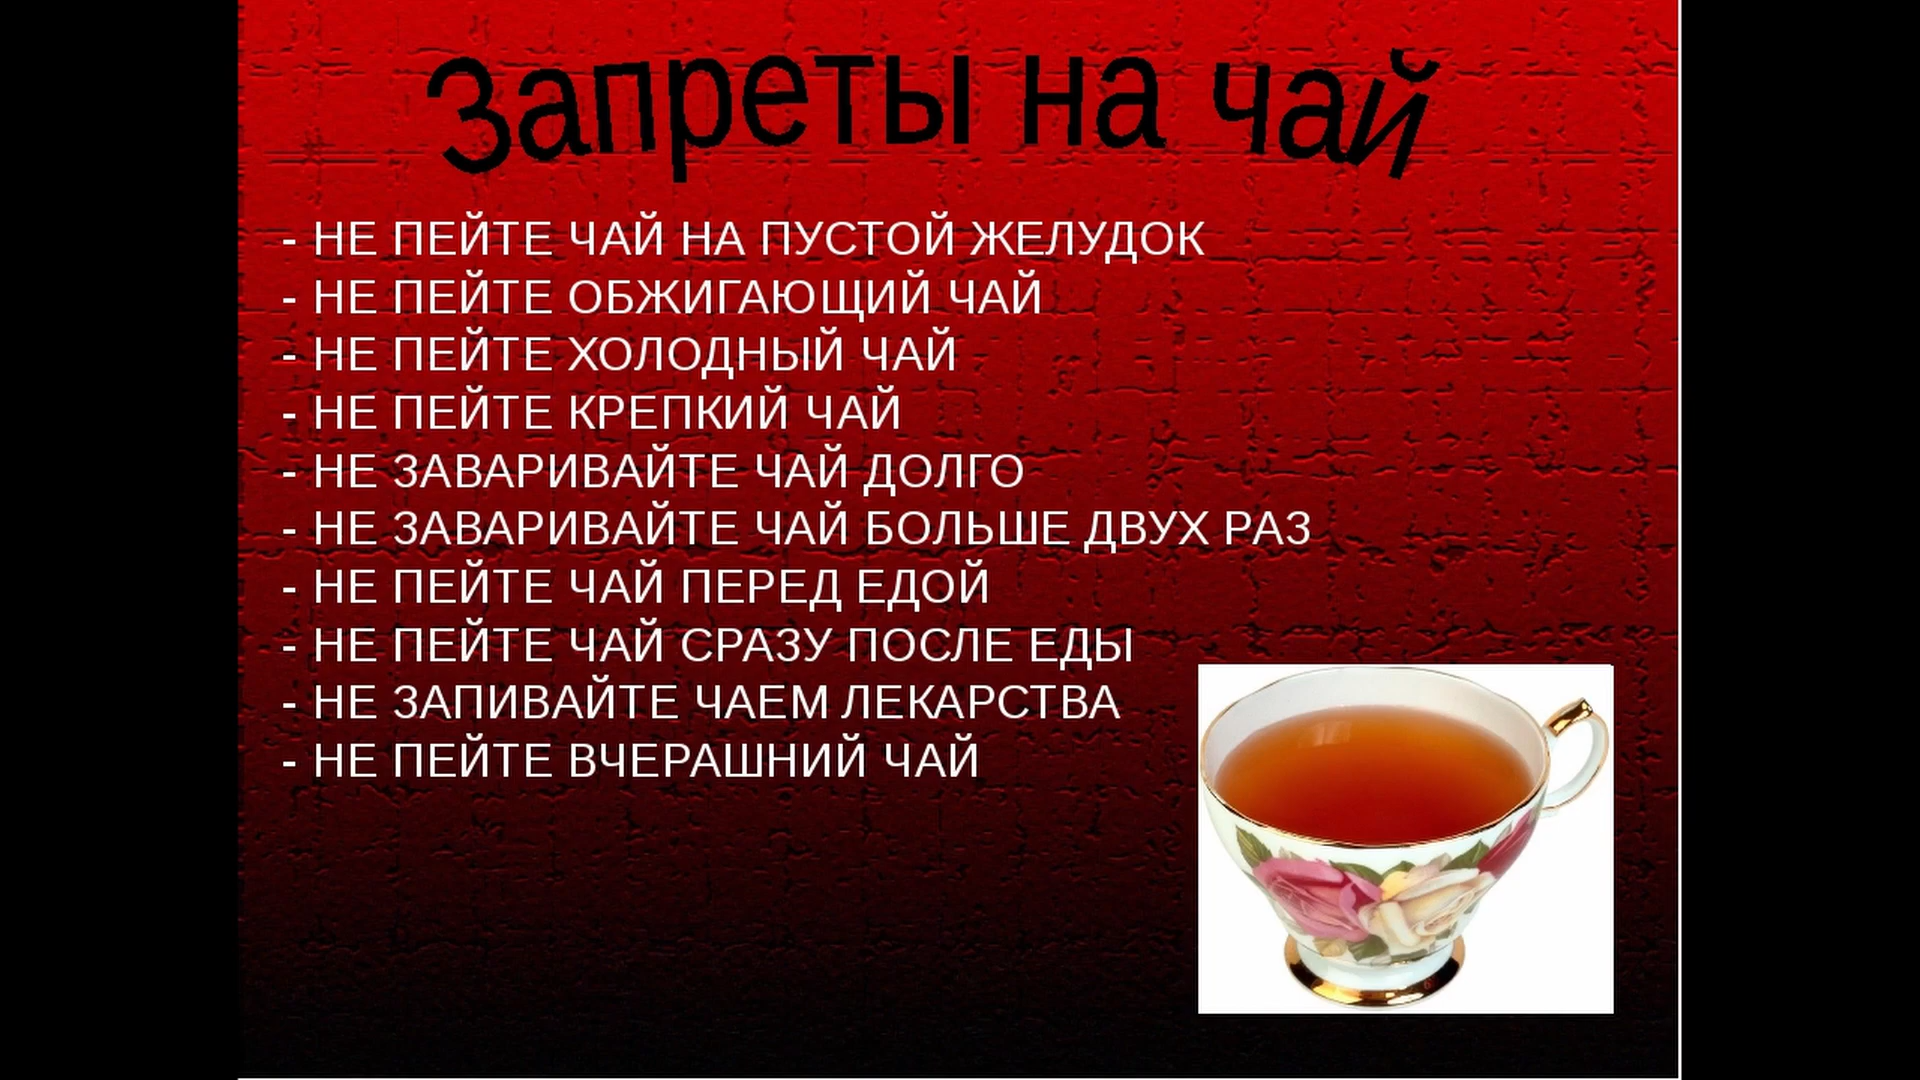 Запреты на чай
- НЕ ПЕЙТЕ ЧАЙ НА ПУСТОЙ ЖЕЛУДОК
- НЕ ПЕЙТЕ ОБЖИГАЮЩИЙ ЧАЙ
- НЕ ПЕЙТЕ ХОЛОДНЫЙ ЧАЙ
- НЕ ПЕЙТЕ КРЕПКИЙ ЧАЙ
- НЕ ЗАВАРИВАЙТЕ ЧАЙ ДОЛГО
- НЕ ЗАВАРИВАЙТЕ ЧАЙ БОЛЬШЕ ДВУХ РАЗ
- НЕ ПЕЙТЕ ЧАЙ ПЕРЕД ЕДОЙ
- НЕ ПЕЙТЕ ЧАЙ СРАЗУ ПОСЛЕ ЕДЫ
- НЕ ЗАПИВАЙТЕ ЧАЕМ ЛЕКАРСТВА
- НЕ ПЕЙТЕ ВЧЕРАШНИЙ ЧАЙ